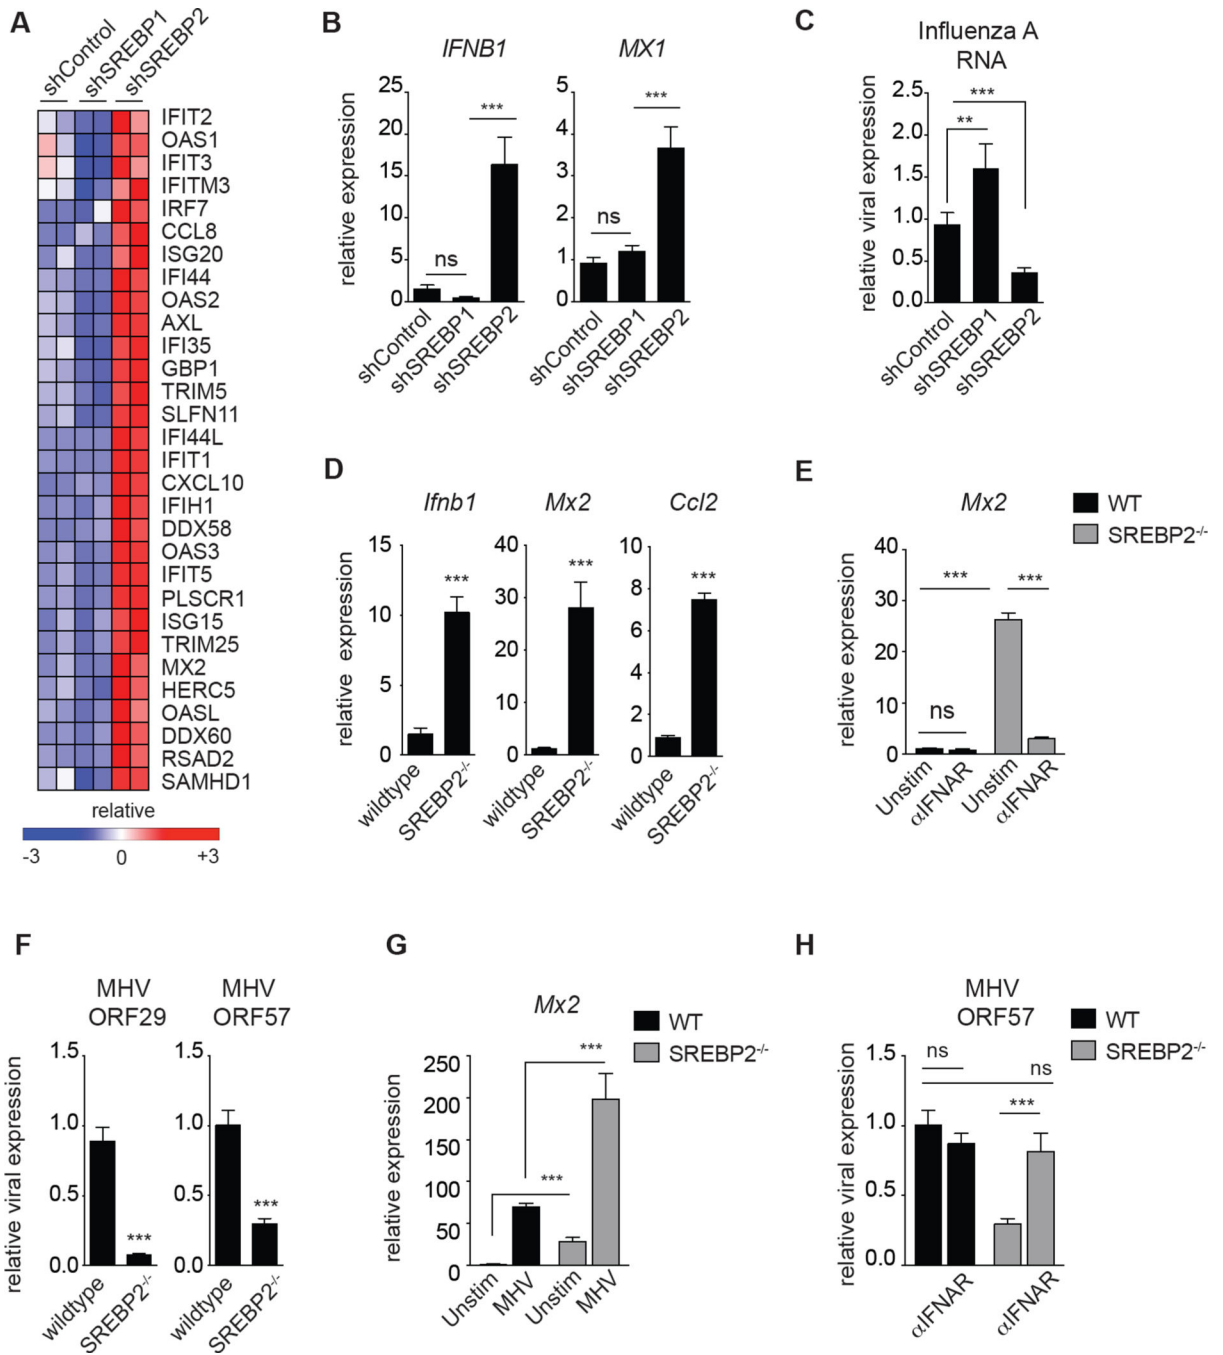 A
shControl
shSREBP1
shSREBP2
IFIT2
OAS1
IFIT3
IFITM3
IRF7
CCL8
ISG20
IFI44
OAS2
AXL
IFI35
GBP1
TRIM5
SLFN11
IFI44L
IFIT1
CXCL10
IFIH1
DDX58
OAS3
IFIT5
PLSCR1
ISG15
TRIM25
MX2
HERC5
OASL
DDX60
RSAD2
SAMHD1
relative
-3 0 +3
B
IFNB1
relative expression
25
20
15
10
5
0
ns
***
shControl
shSREBP1
shSREBP2
MX1
5
4
3
2
1
0
ns
***
shControl
shSREBP1
shSREBP2
C
Influenza A
RNA
relative viral expression
2.5
2.0
1.5
1.0
0.5
0.0
***
**
shControl
shSREBP1
shSREBP2
D
Ifnb1
relative expression
15
10
5
0
***
wildtype
SREBP2-/-
Mx2
40
30
20
10
0
***
wildtype
SREBP2-/-
Ccl2
10
8
6
4
2
0
***
wildtype
SREBP2-/-
E
Mx2
WT
SREBP2-/-
relative expression
40
30
20
10
0
***
***
ns
Unstim
αIFNAR
Unstim
αIFNAR
F
MHV
ORF29
relative viral expression
1.5
1.0
0.5
0.0
***
wildtype
SREBP2-/-
MHV
ORF57
1.5
1.0
0.5
0.0
***
wildtype
SREBP2-/-
G
Mx2
WT
SREBP2-/-
relative expression
250
200
150
100
50
0
***
***
Unstim
MHV
Unstim
MHV
H
MHV
ORF57
WT
SREBP2-/-
relative viral expression
1.5
1.0
0.5
0.0
ns
ns
***
αIFNAR
αIFNAR